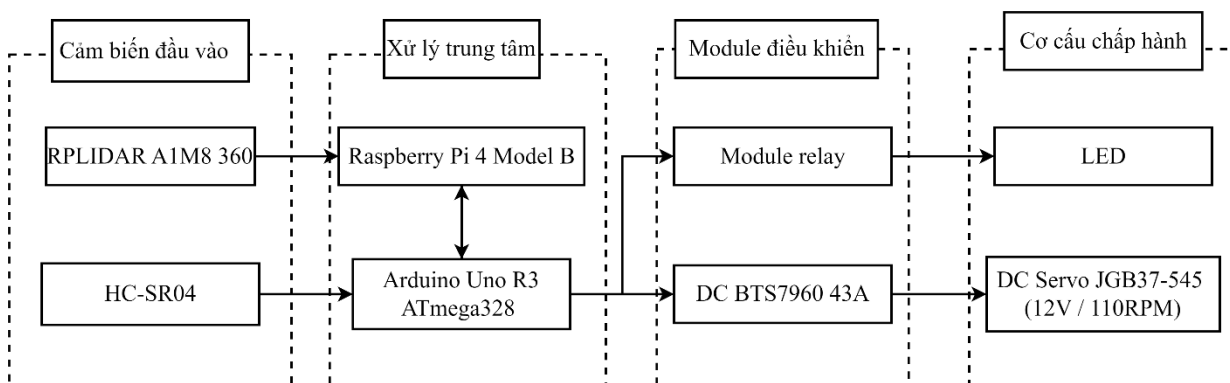 Cảm biến đầu vào
Xử lý trung tâm
Module điều khiển
Cơ cấu chấp hành
RPLIDAR A1M8 360
Raspberry Pi 4 Model B
Module relay
LED
HC-SR04
Arduino Uno R3
ATmega328
DC BTS7960 43A
DC Servo JGB37-545
(12V / 110RPM)